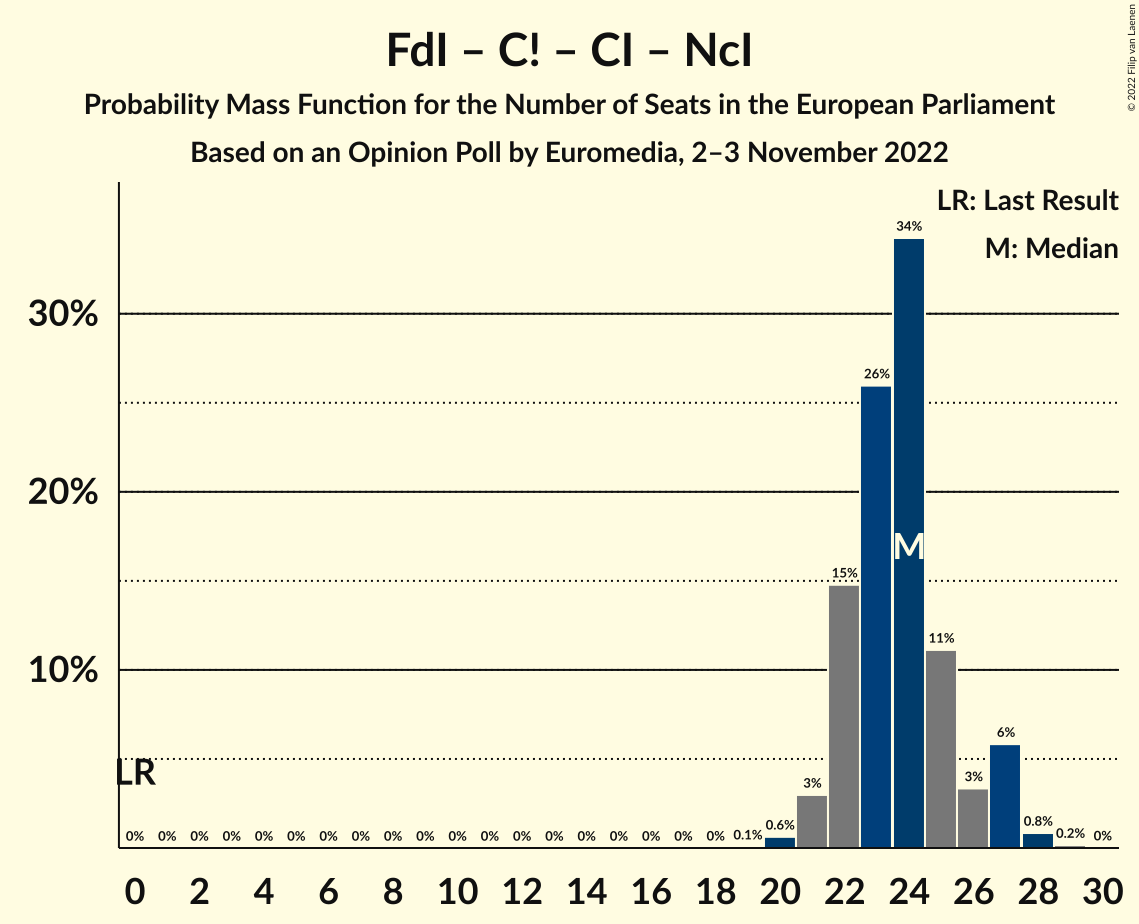 FdI – C! – CI – NcI
Probability Mass Function for the Number of Seats in the European Parliament
Based on an Opinion Poll by Euromedia, 2–3 November 2022
© 2022 Filip van Laenen
LR: Last Result
M: Median
34%
30%
26%
20%
M
15%
11%
10%
6%
LR
3%
3%
0% 0% 0% 0% 0% 0% 0% 0% 0% 0% 0% 0% 0% 0% 0% 0% 0% 0% 0% 0.1% 0.6% 0.8% 0.2% 0%
0 2 4 6 8 10 12 14 16 18 20 22 24 26 28 30